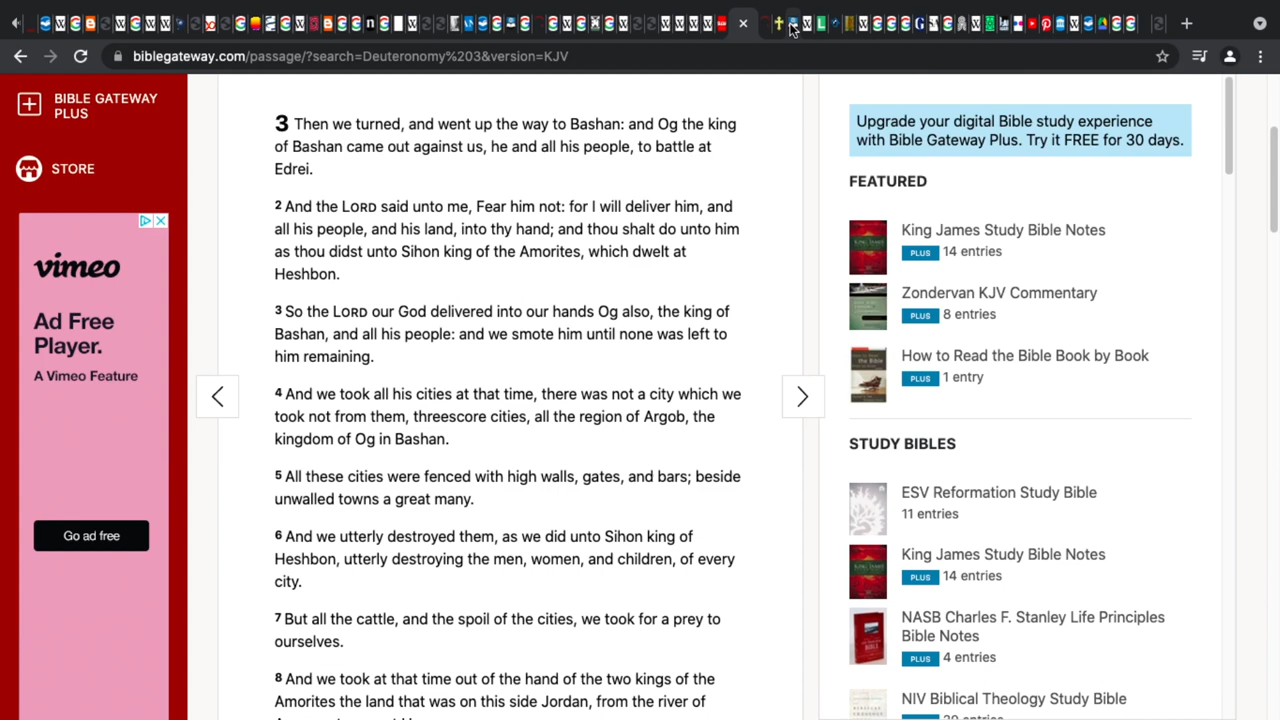 biblegateway.com/passage/?search=Deuteronomy%203&version=KJV
BIBLE GATEWAY
PLUS
STORE
vimeo
Ad Free
Player.
A Vimeo Feature
Go ad free
3 Then we turned, and went up the way to Bashan: and Og the king
of Bashan came out against us, he and all his people, to battle at
Edrei.
2 And the LORD said unto me, Fear him not: for I will deliver him, and
all his people, and his land, into thy hand; and thou shalt do unto him
as thou didst unto Sihon king of the Amorites, which dwelt at
Heshbon.
3 So the LORD our God delivered into our hands Og also, the king of
Bashan, and all his people: and we smote him until none was left to
him remaining.
4 And we took all his cities at that time, there was not a city which we
took not from them, threescore cities, all the region of Argob, the
kingdom of Og in Bashan.
5 All these cities were fenced with high walls, gates, and bars; beside
unwalled towns a great many.
6 And we utterly destroyed them, as we did unto Sihon king of
Heshbon, utterly destroying the men, women, and children, of every
city.
7 But all the cattle, and the spoil of the cities, we took for a prey to
ourselves.
8 And we took at that time out of the hand of the two kings of the
Amorites the land that was on this side Jordan, from the river of
Upgrade your digital Bible study experience
with Bible Gateway Plus. Try it FREE for 30 days.
FEATURED
King James Study Bible Notes
PLUS 14 entries
Zondervan KJV Commentary
PLUS 8 entries
How to Read the Bible Book by Book
PLUS 1 entry
STUDY BIBLES
ESV Reformation Study Bible
11 entries
King James Study Bible Notes
PLUS 14 entries
NASB Charles F. Stanley Life Principles
Bible Notes
PLUS 4 entries
NIV Biblical Theology Study Bible